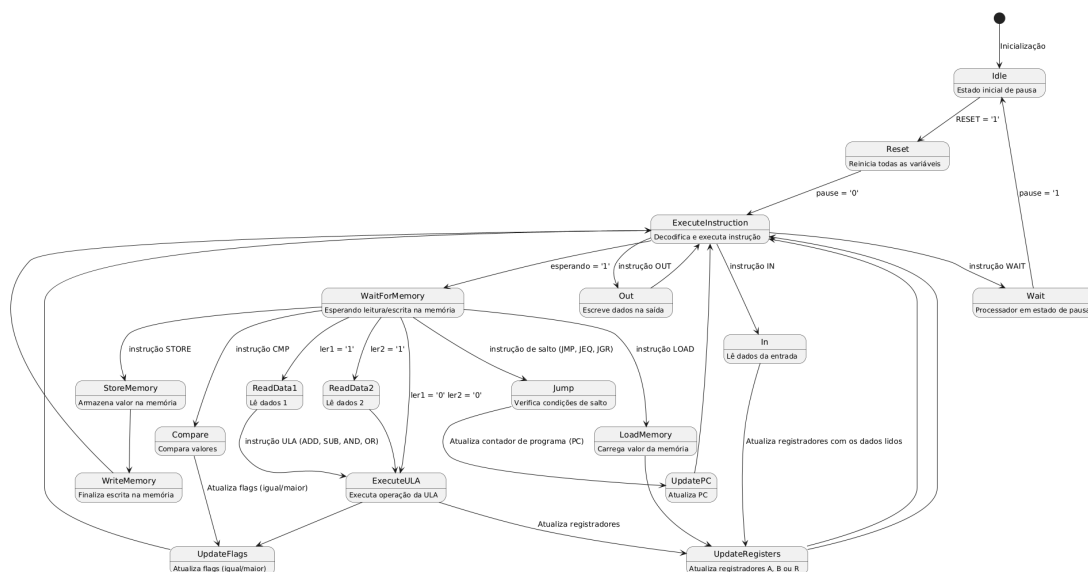 Inicialização
Idle
Estado inicial de pausa
RESET = '1'
Reset
Reinicia todas as variáveis
pause = '0'
pause = '1
ExecuteInstruction
Decodifica e executa instrução
esperando = '1'
instrução OUT
instrução IN
instrução WAIT
WaitForMemory
Esperando leitura/escrita na memória
Out
Escreve dados na saída
Wait
Processador em estado de pausa
In
Lê dados da entrada
instrução STORE
instrução CMP
ler1 = '1'
ler2 = '1'
instrução de salto (JMP, JEQ, JGR)
instrução LOAD
StoreMemory
Armazena valor na memória
ReadData1
Lê dados 1
ReadData2
Lê dados 2
ler1 = '0' ler2 = '0'
Jump
Verifica condições de salto
Compare
Compara valores
instrução ULA (ADD, SUB, AND, OR)
Atualiza contador de programa (PC)
LoadMemory
Carrega valor da memória
Atualiza registradores com os dados lidos
WriteMemory
Finaliza escrita na memória
Atualiza flags (igual/maior)
ExecuteULA
Executa operação da ULA
UpdatePC
Atualiza PC
Atualiza registradores
UpdateFlags
Atualiza flags (igual/maior)
UpdateRegisters
Atualiza registradores A, B ou R